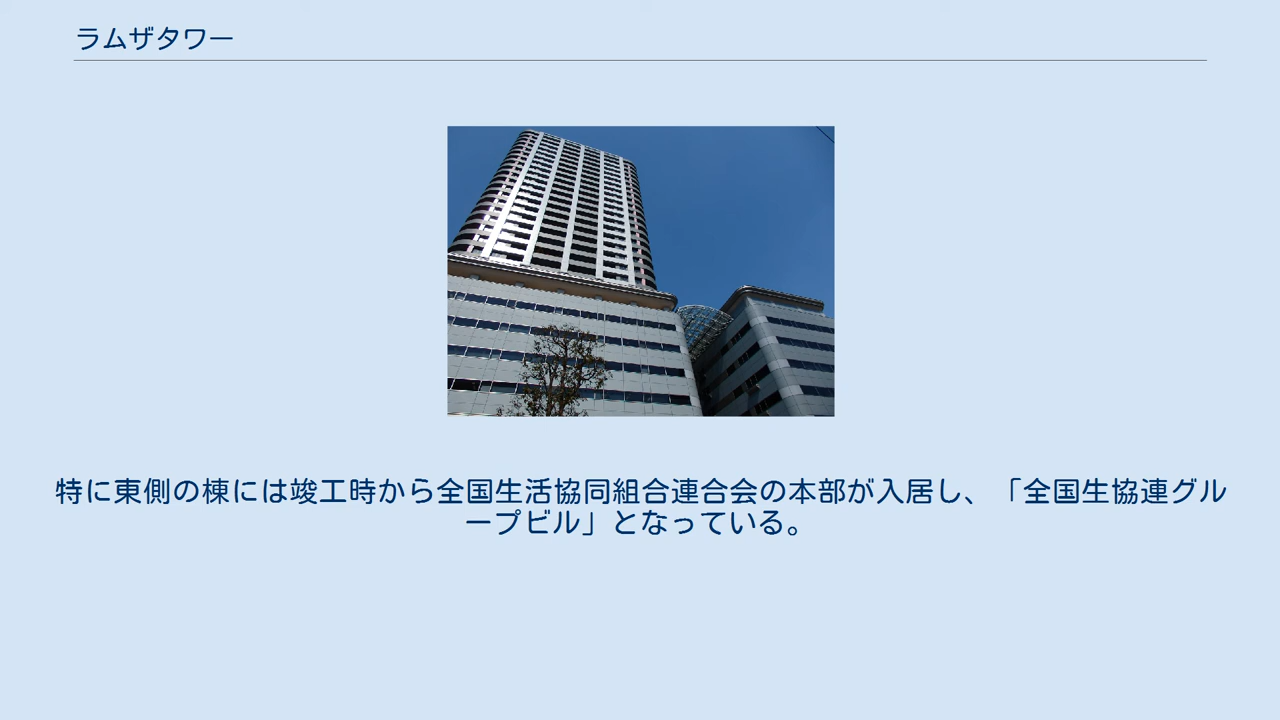 ラムザタワー
特に東側の棟には竣工時から全国生活協同組合連合会の本部が入居し、「全国生協連グル
ープビル」となっている。